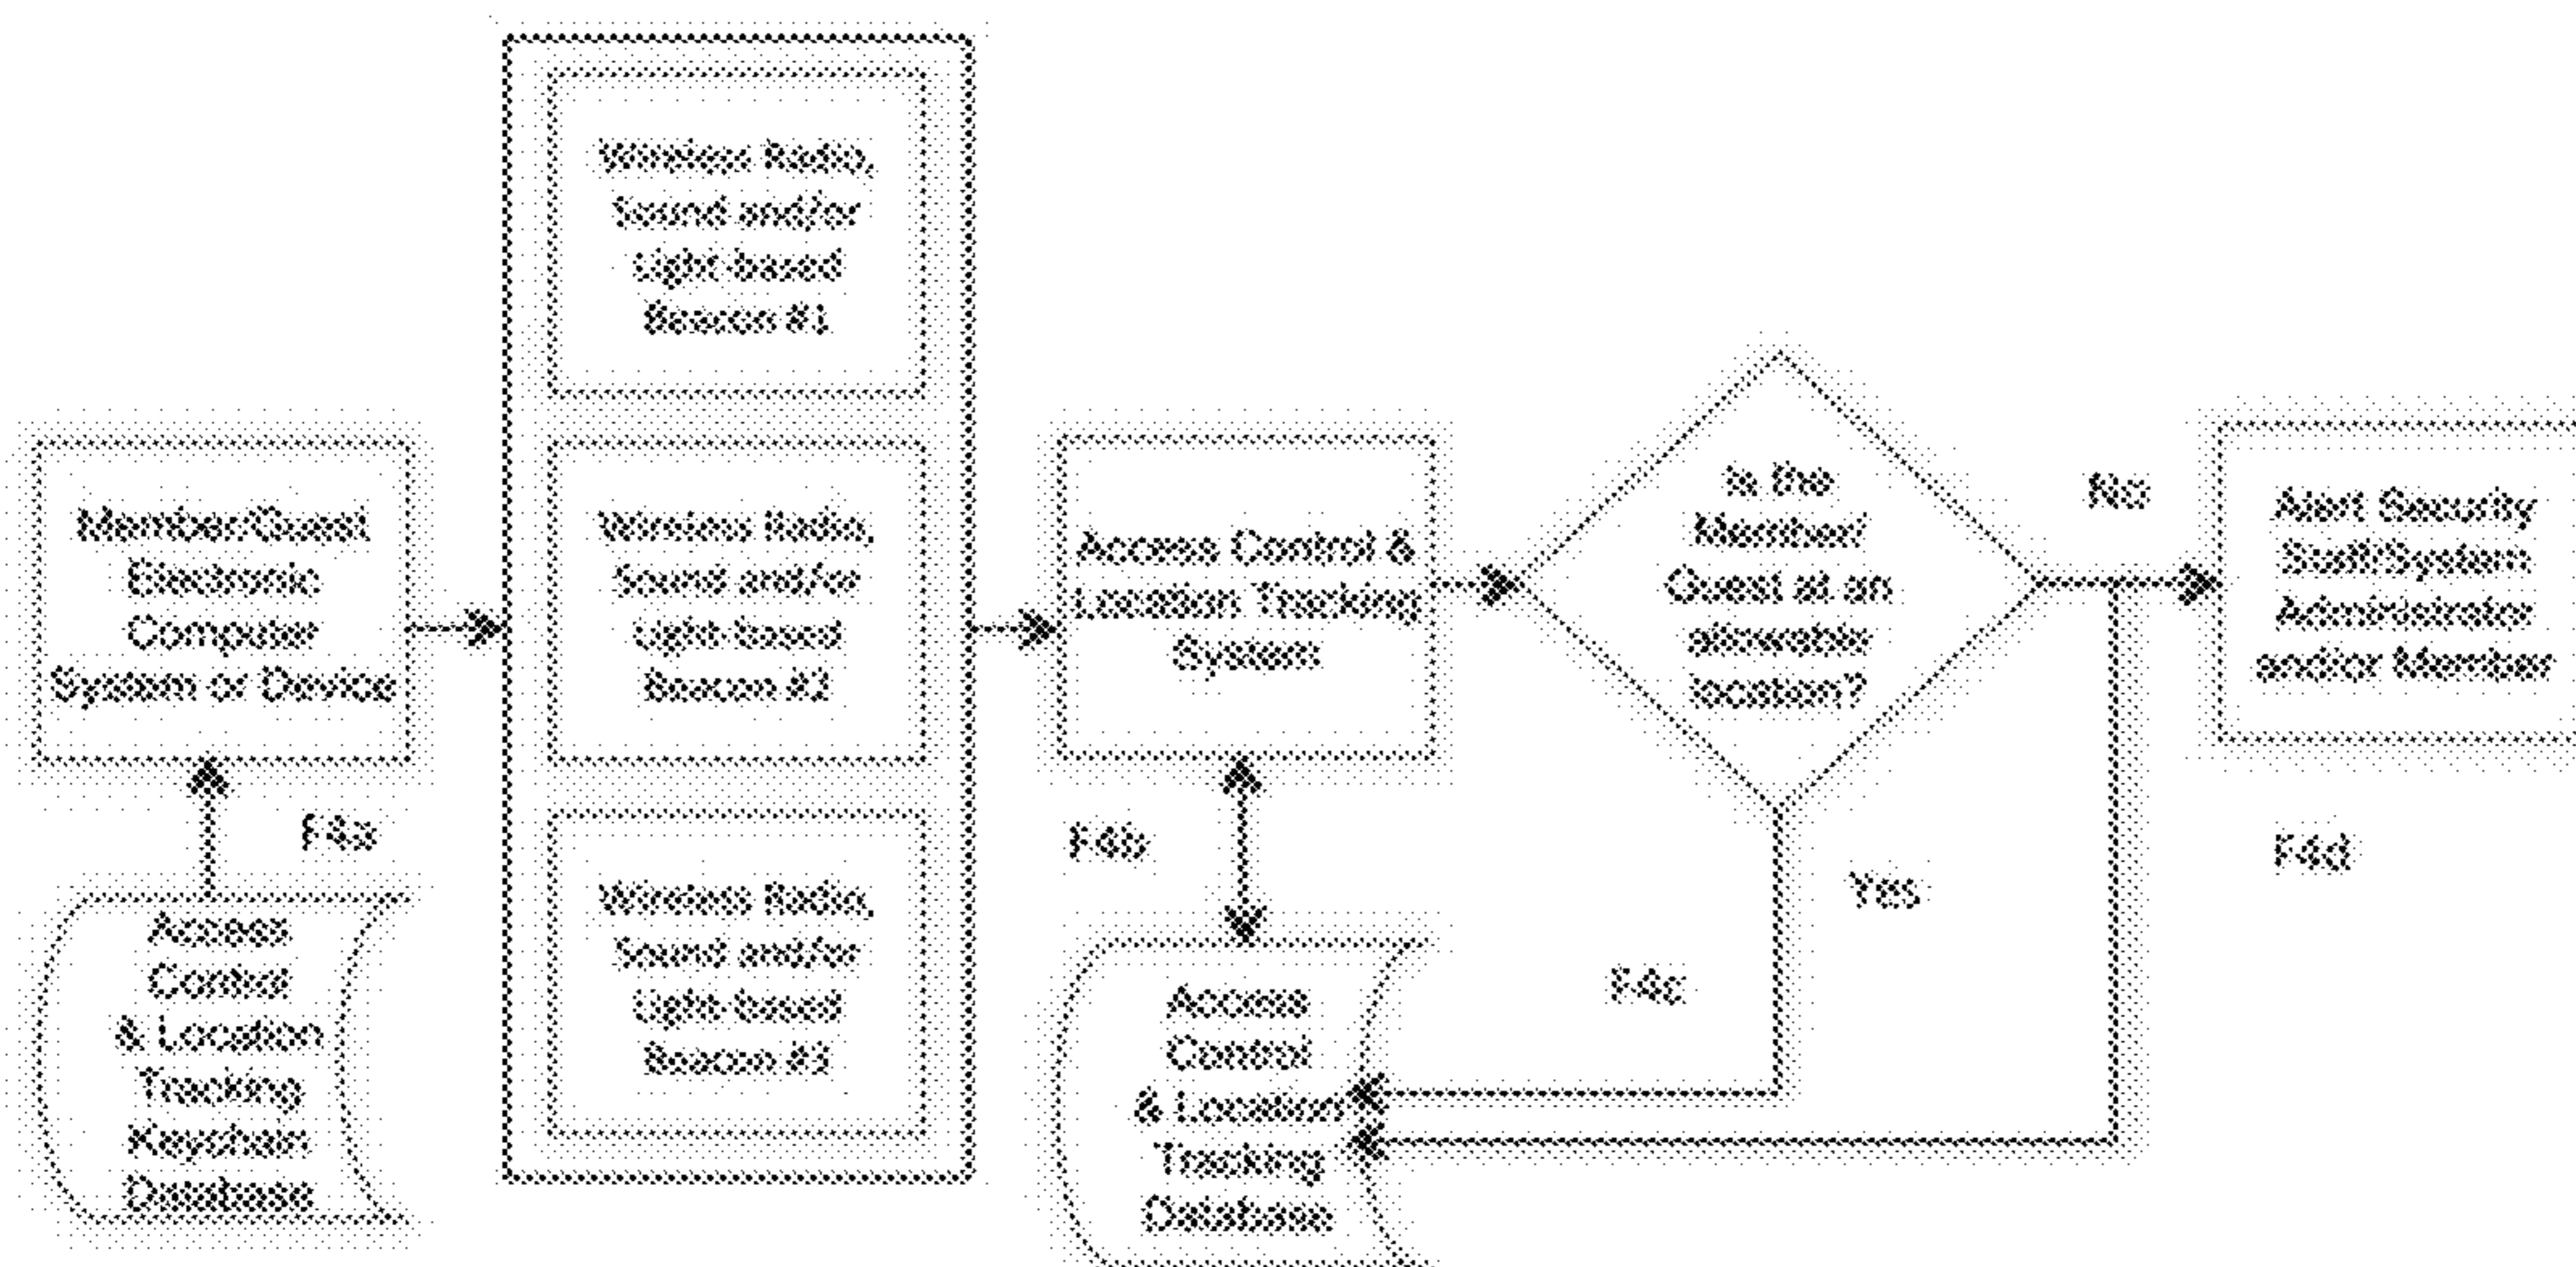 Wireless Radio,
Sound and/or
Light-based
Beacon #1
Member/Guest
Electronic
Computer
System or Device
Wireless Radio,
Sound and/or
Light-based
Beacon #2
Access Control &
Location Tracking
System
Is the
Member/
Guest at an
allowable
location?
No
Alert Security
Staff/System
Administrator
and/or Member
F4a
F4b
Yes
F4d
Access
Control
& Location
Tracking
Keychain
Database
Wireless Radio,
Sound and/or
Light-based
Beacon #3
F4c
Access
Control
& Location
Tracking
Database